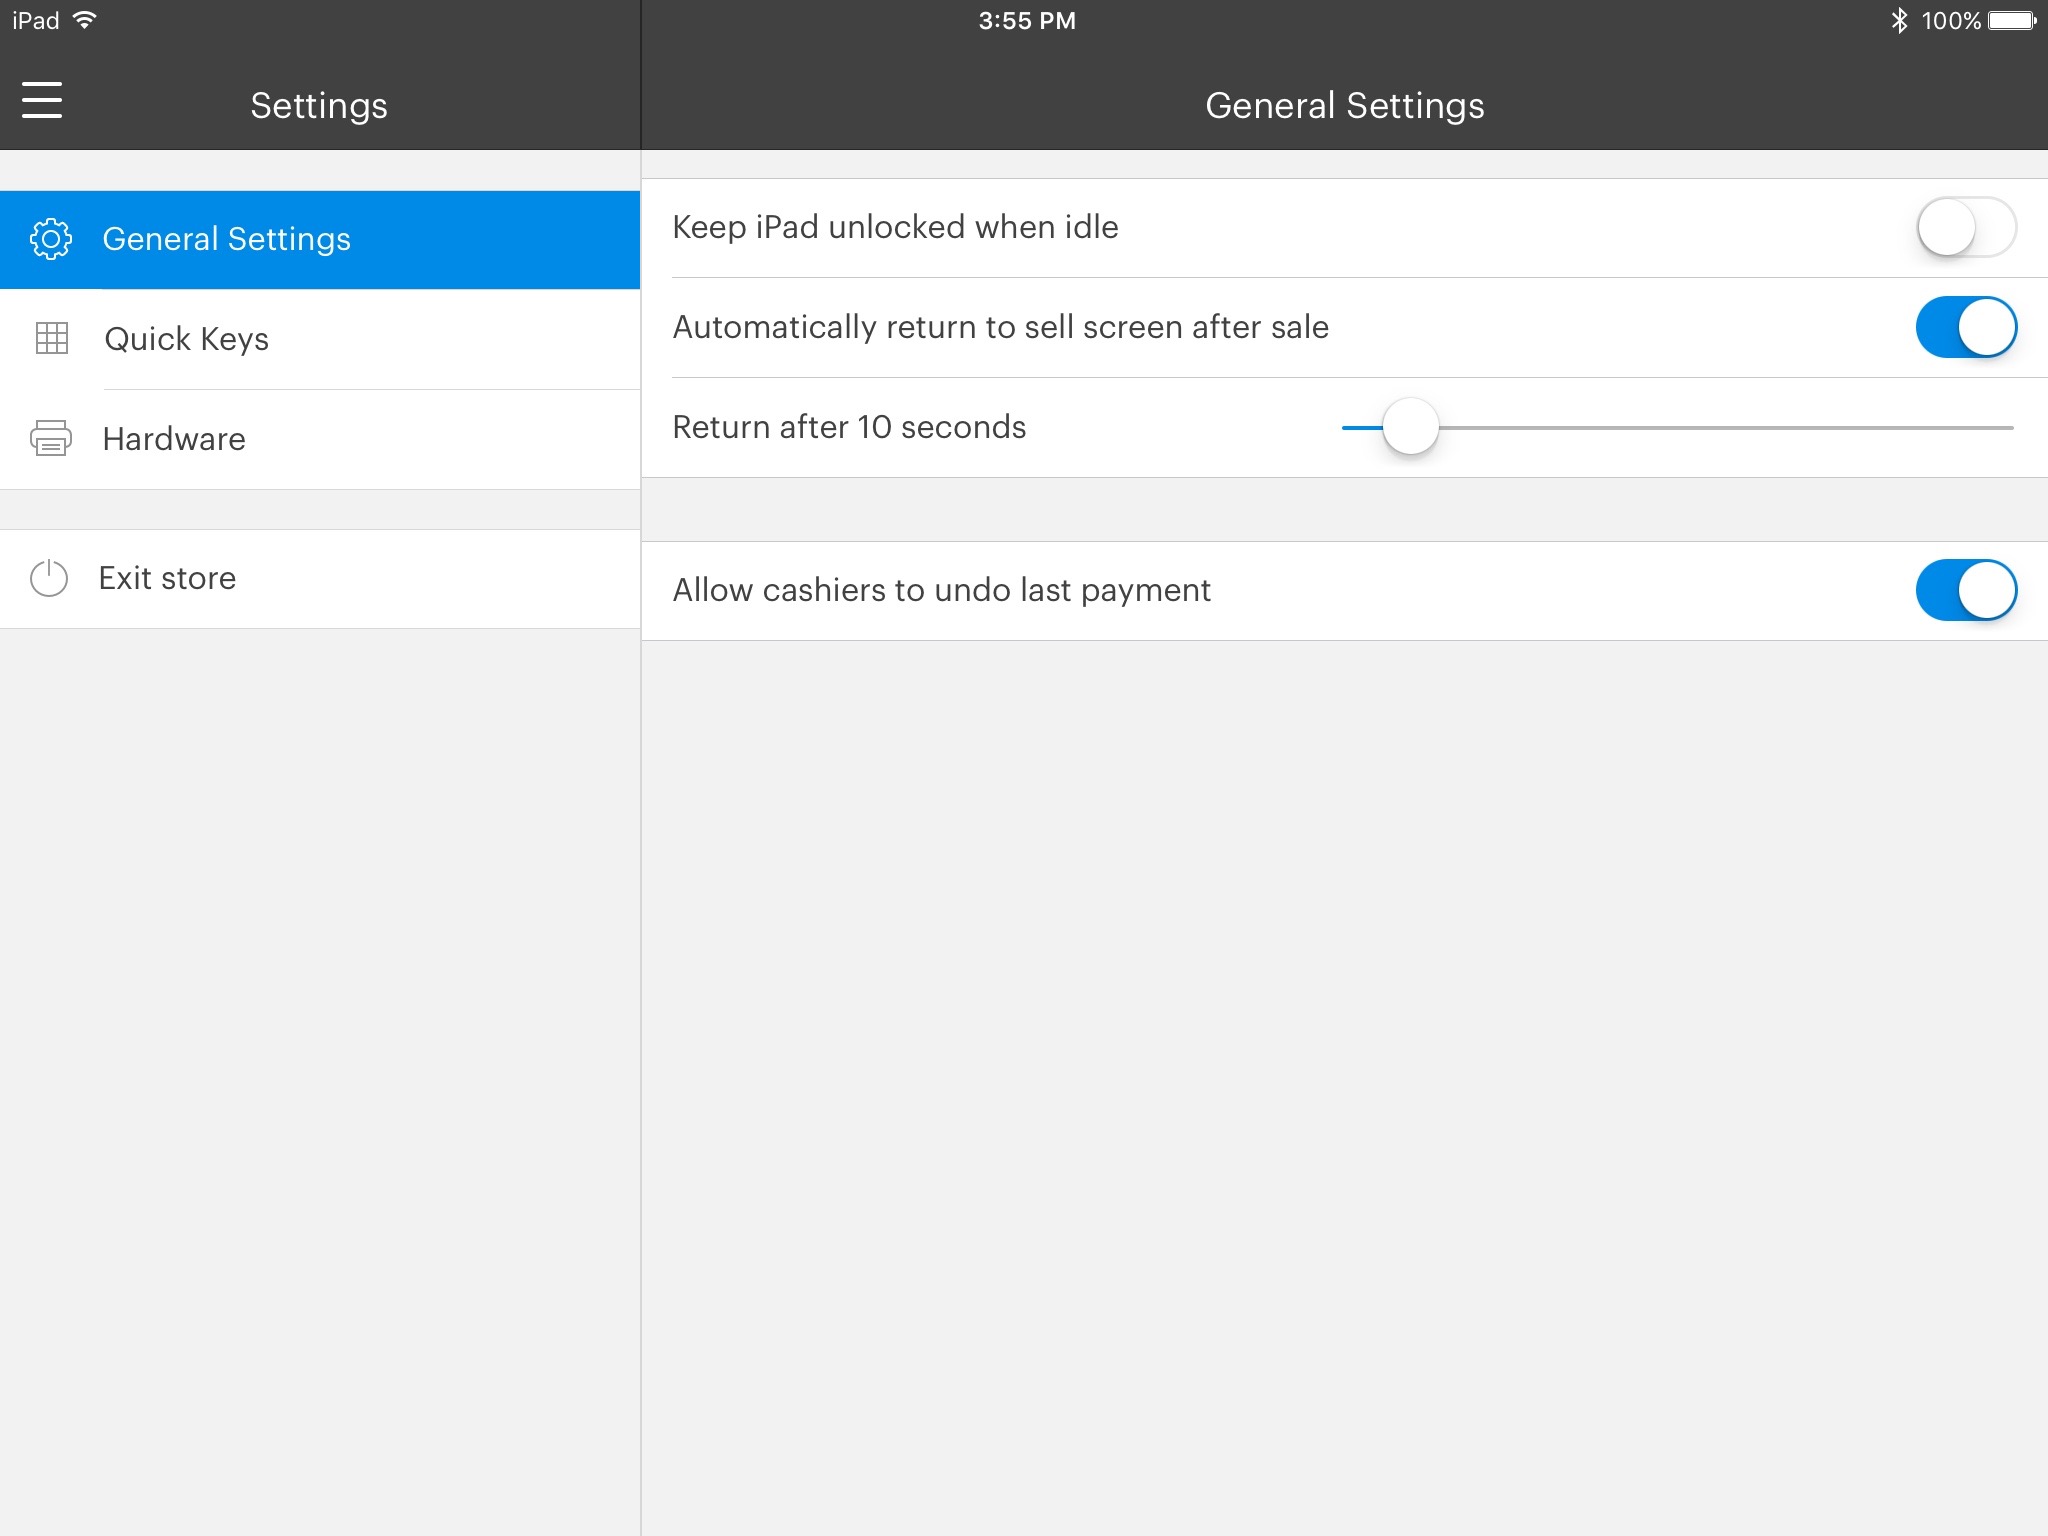 iPad
3:55 PM
100%
Settings
General Settings
General Settings
Quick Keys
Hardware
Exit store
Keep iPad unlocked when idle
Automatically return to sell screen after sale
Return after 10 seconds
Allow cashiers to undo last payment